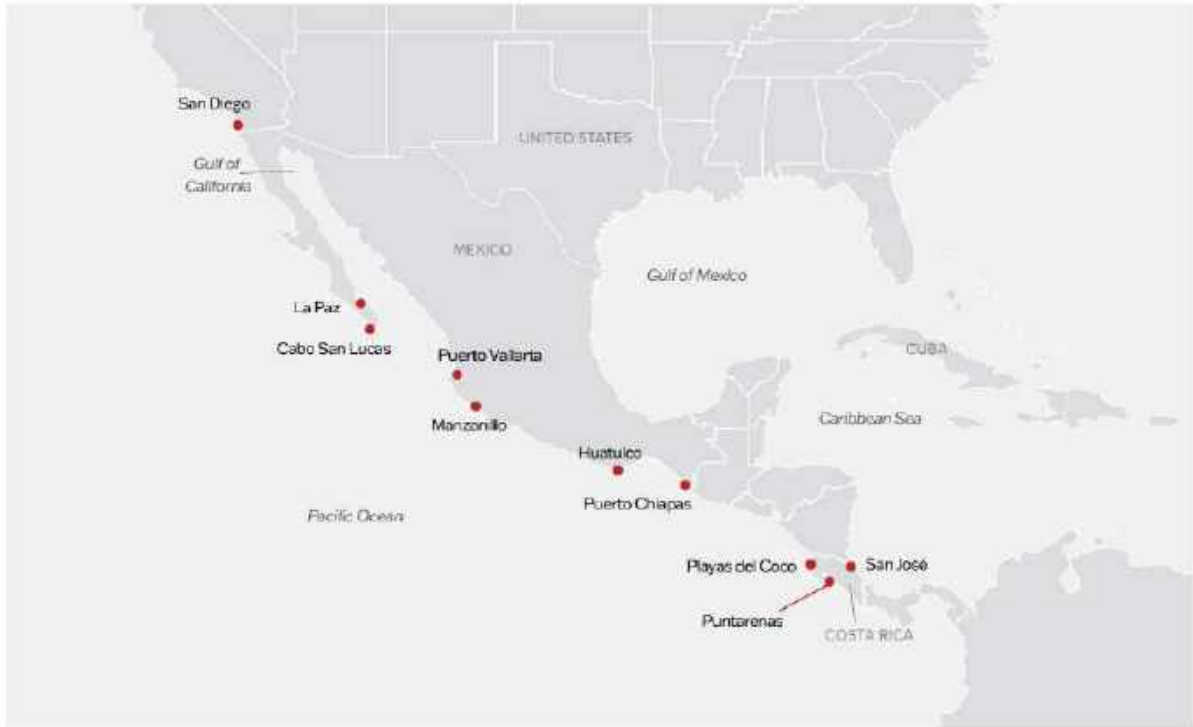 San Diego
UNITED STATES
Gulf of
California
MEXICO
Gulf of Mexico
La Paz
Cabo San Lucas
CUBA
Puerto Vallarta
Manzanillo
Caribbean Sea
Huatulco
Puerto Chiapas
Pacific Ocean
Playas del Coco
San José
Puntarenas
COSTA RICA